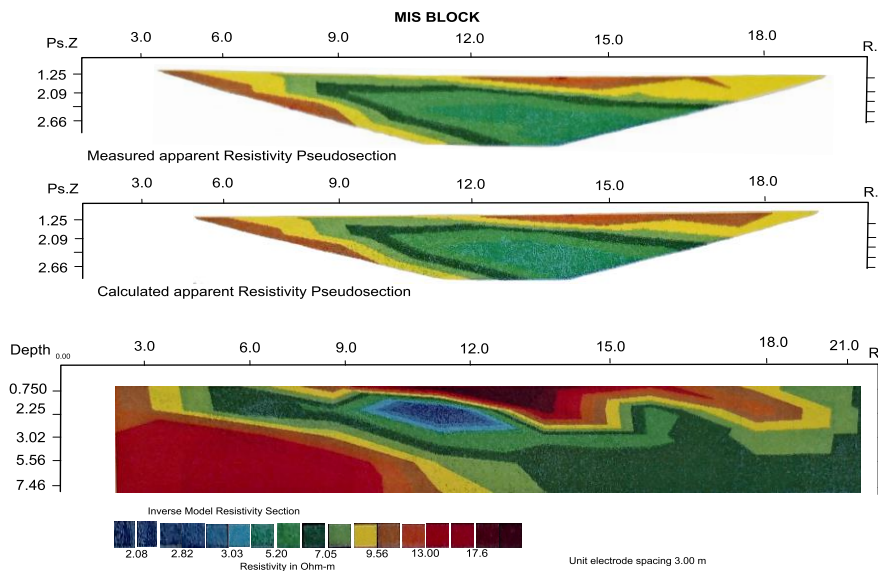 MIS BLOCK
Ps.Z 3.0 6.0 9.0 12.0 15.0 18.0 R.
1.25
2.09
2.66
Measured apparent Resistivity Pseudosection
Ps.Z 3.0 6.0 9.0 12.0 15.0 18.0 R.
1.25
2.09
2.66
Calculated apparent Resistivity Pseudosection
Depth 0.00 3.0 6.0 9.0 12.0 15.0 18.0 21.0 R
0.750
2.25
3.02
5.56
7.46
Inverse Model Resistivity Section
2.08 2.82 3.03 5.20 7.05 9.56 13.00 17.6
Resistivity in Ohm-m
Unit electrode spacing 3.00 m